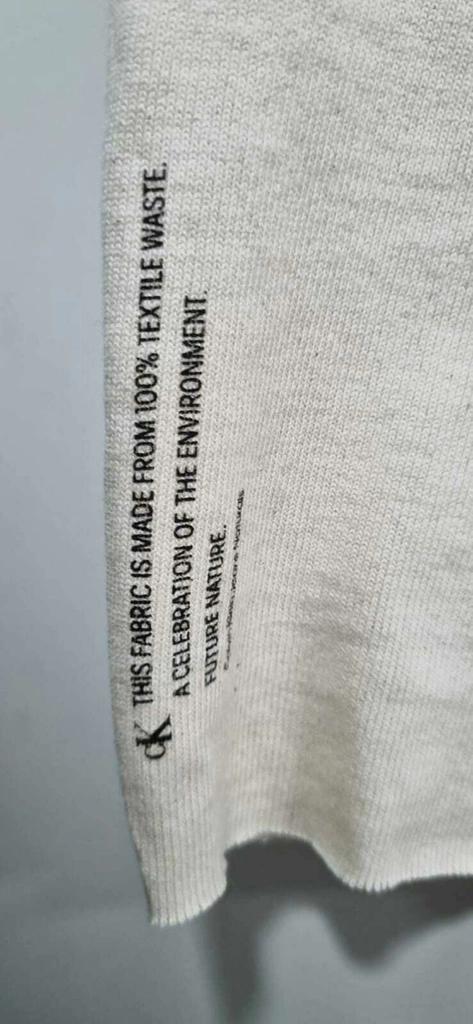 CK THIS FABRIC IS MADE FROM 100% TEXTILE WASTE.
A CELEBRATION OF THE ENVIRONMENT.
FUTURE NATURE.